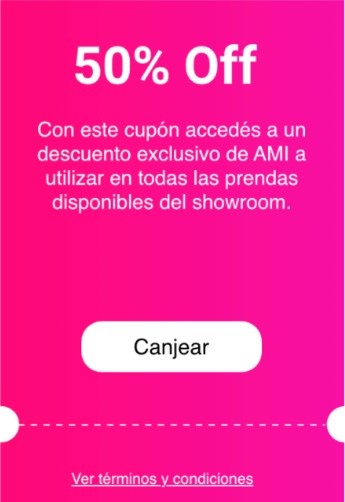 50% Off
Con este cupón accedés a un
descuento exclusivo de AMI a
utilizar en todas las prendas
disponibles del showroom.
Canjear
Ver términos y condiciones